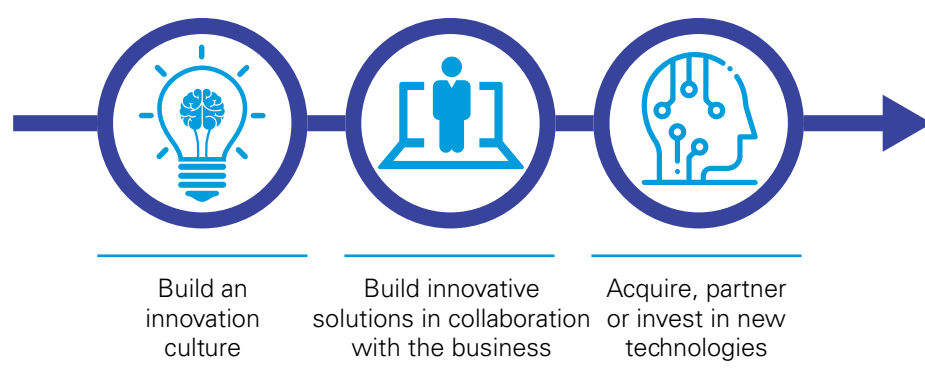 Build an
innovation
culture
Build innovative
solutions in collaboration
with the business
Acquire, partner
or invest in new
technologies